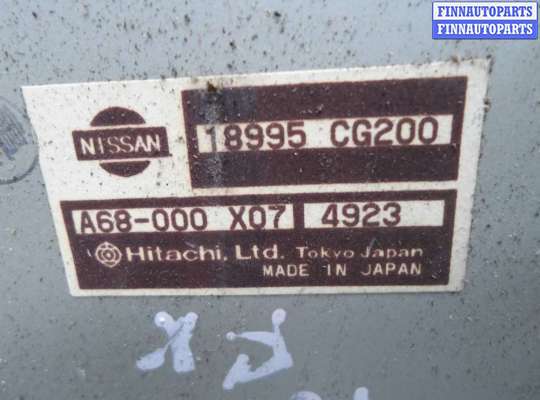 FINNAUTOPARTS
FINNAUTOPARTS
NISSAN
18995 CG200
A68-000 X07 4923
Hitachi, Ltd. Tokyo Japan
MADE IN JAPAN